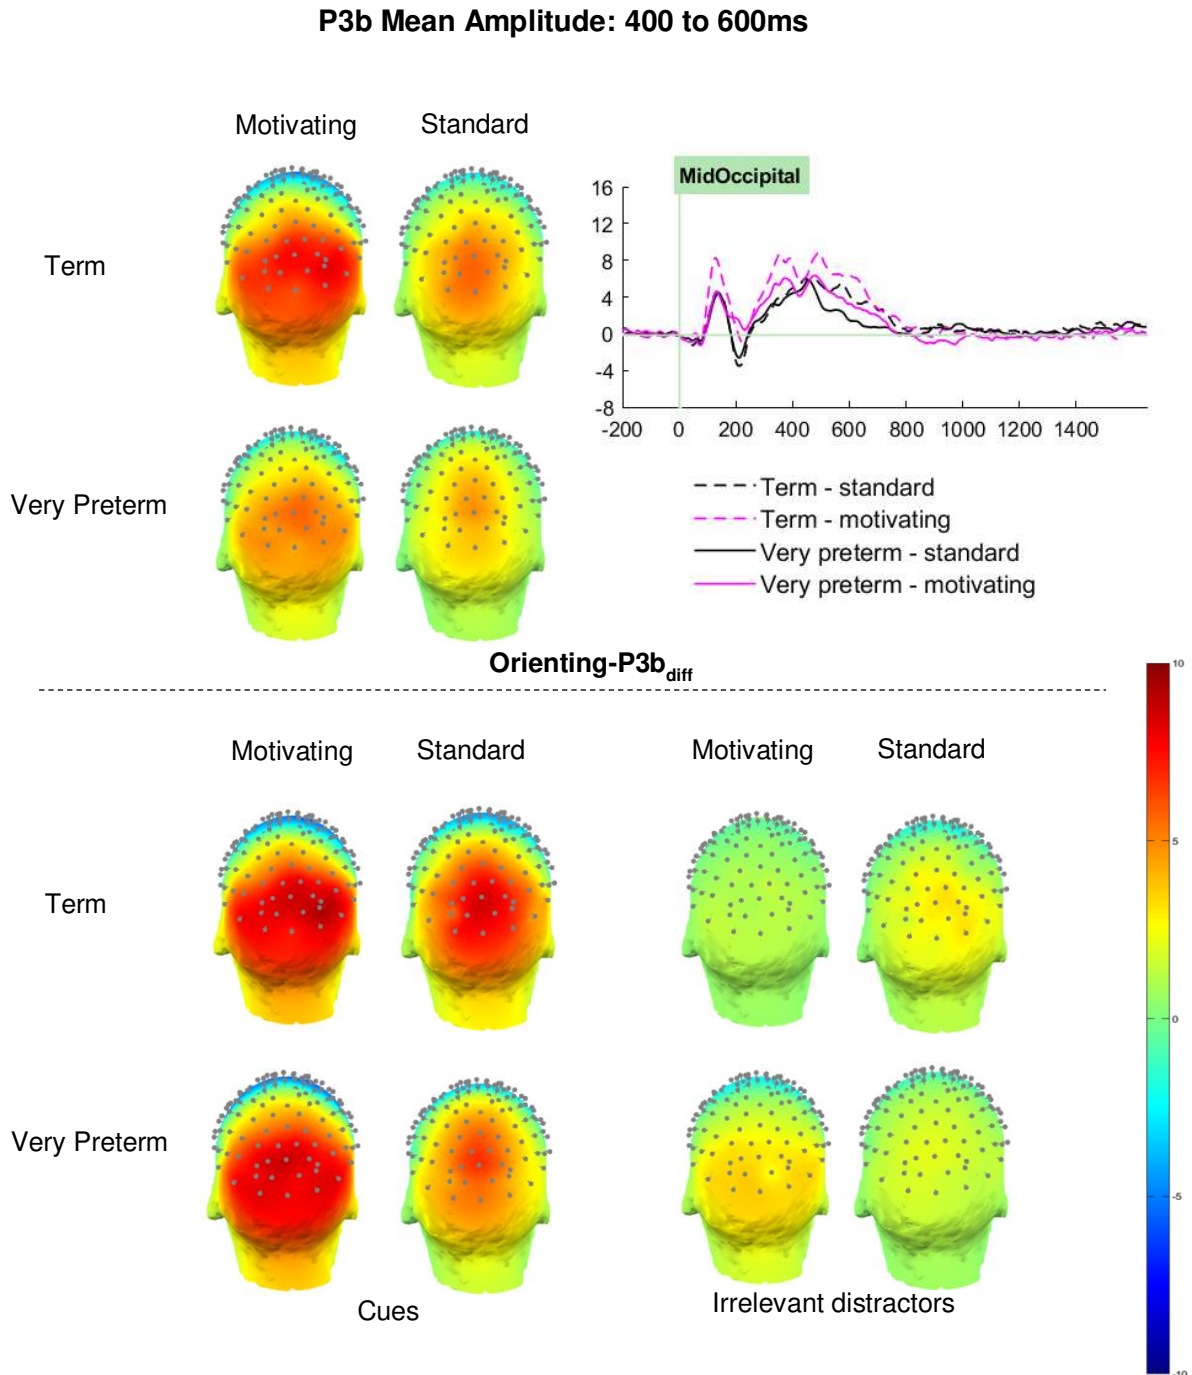 P3b Mean Amplitude: 400 to 600ms
Motivating
Standard
Term
Very Preterm
MidOccipital
16
12
8
4
0
-4
-8
-200 0 200 400 600 800 1000 1200 1400
Term - standard
Term - motivating
Very preterm - standard
Very preterm - motivating
Orienting-P3bdiff
Motivating
Standard
Motivating
Standard
Term
Very Preterm
Cues
Irrelevant distractors
10
5
0
-5
-10